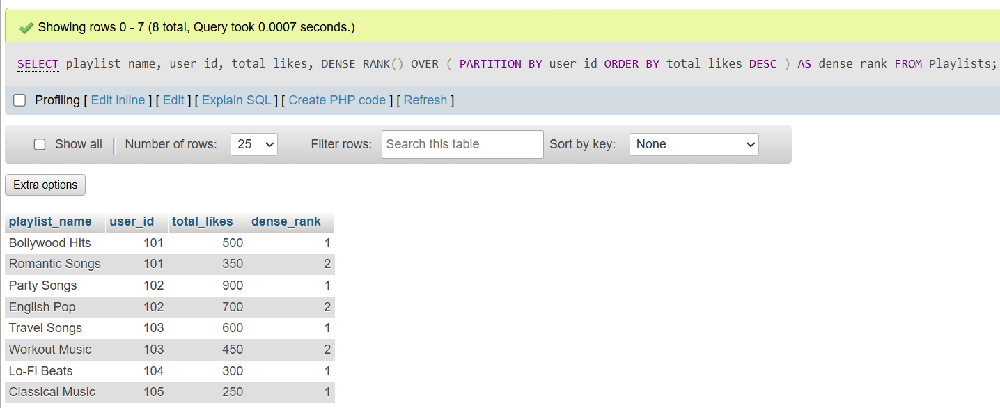 Showing rows 0 - 7 (8 total, Query took 0.0007 seconds.)
SELECT playlist_name, user_id, total_likes, DENSE_RANK() OVER ( PARTITION BY user_id ORDER BY total_likes DESC ) AS dense_rank FROM Playlists;
Profiling [ Edit inline ] [ Edit ] [ Explain SQL ] [ Create PHP code ] [ Refresh ]
Show all | Number of rows: 25 Filter rows: Search this table Sort by key: None
Extra options
playlist_name user_id total_likes dense_rank
Bollywood Hits 101 500 1
Romantic Songs 101 350 2
Party Songs 102 900 1
English Pop 102 700 2
Travel Songs 103 600 1
Workout Music 103 450 2
Lo-Fi Beats 104 300 1
Classical Music 105 250 1